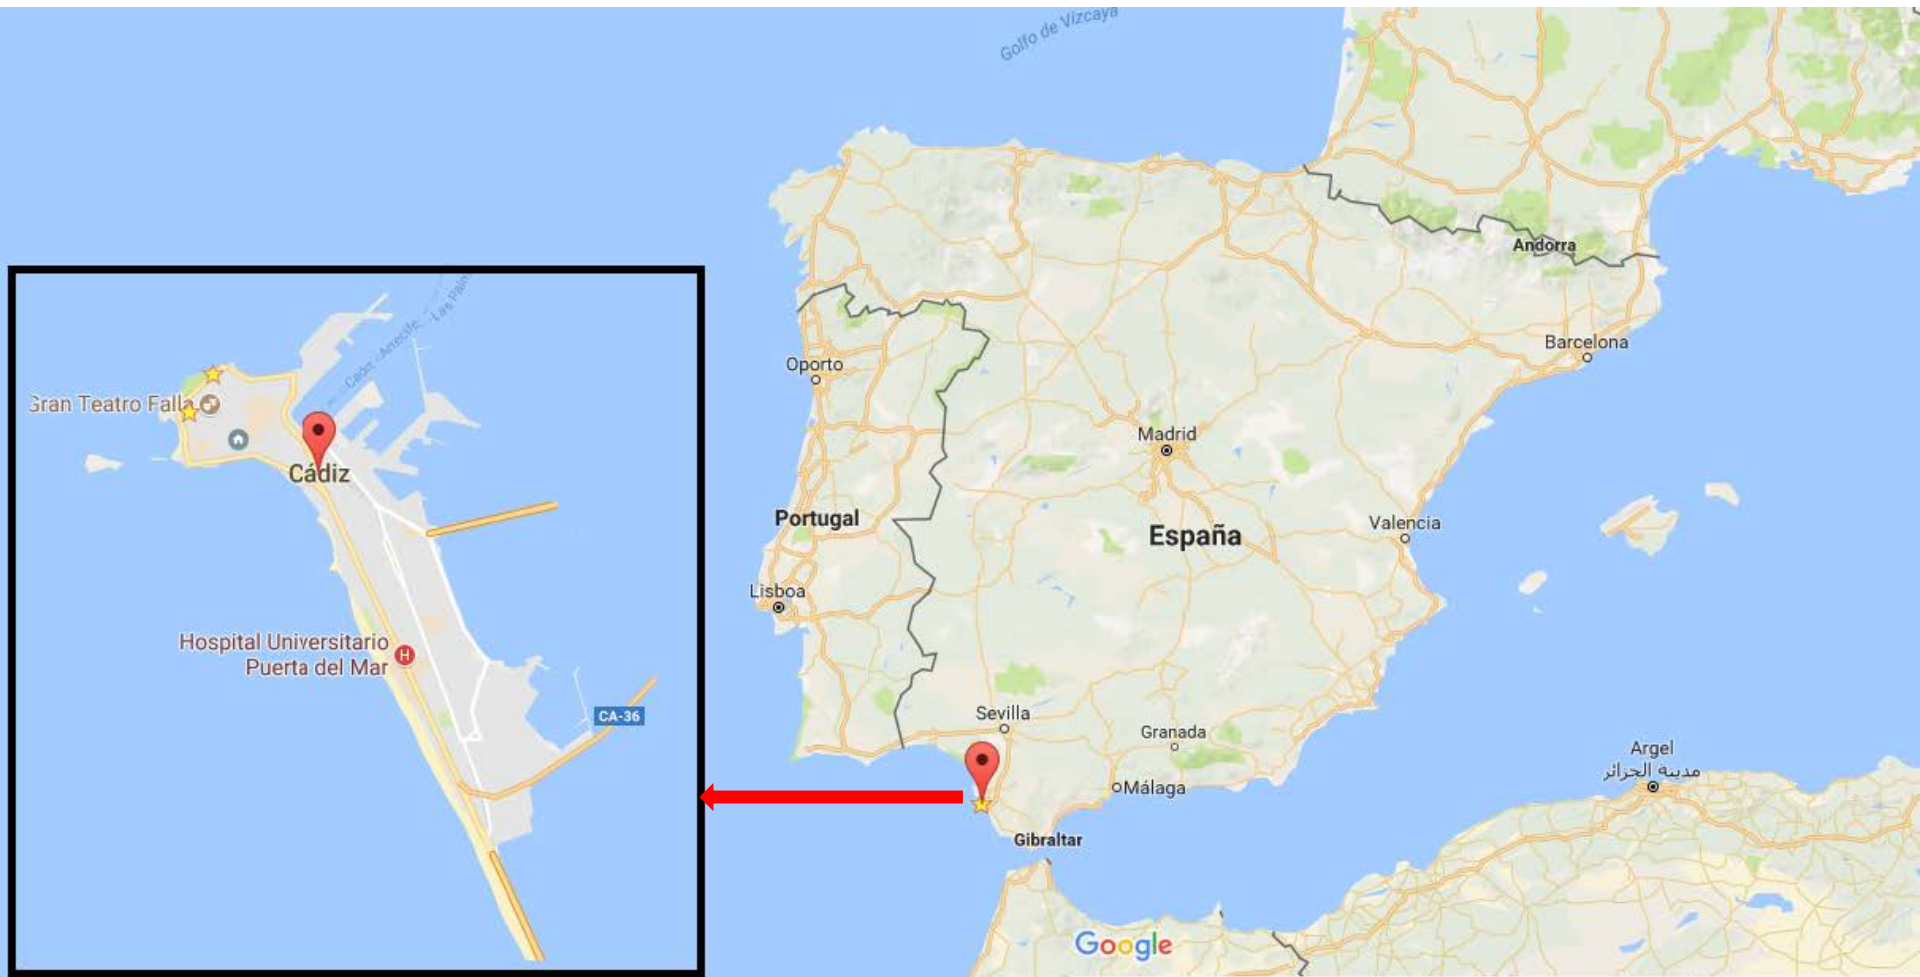 Golfo de Vizcaya
Andorra
Barcelona
Oporto
Madrid
Portugal
España
Valencia
Lisboa
Sevilla
Granada
Málaga
Gibraltar
Argel
مدينة الجزائر
Google
Gran Teatro Falla
Cádiz
Hospital Universitario
Puerta del Mar
H
CA-36